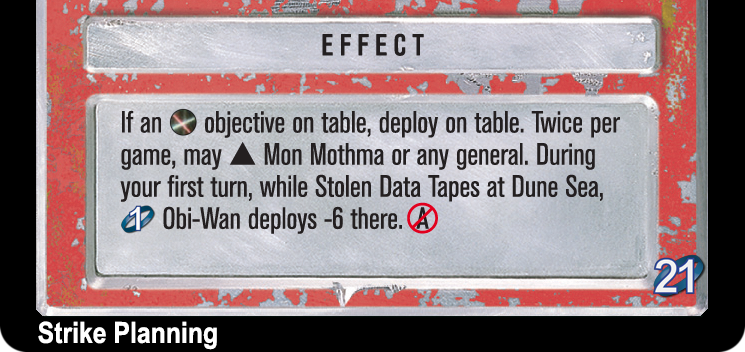 EFFECT
If an objective on table, deploy on table. Twice per
game, may ▲ Mon Mothma or any general. During
your first turn, while Stolen Data Tapes at Dune Sea,
1 Obi-Wan deploys -6 there. A
21
Strike Planning